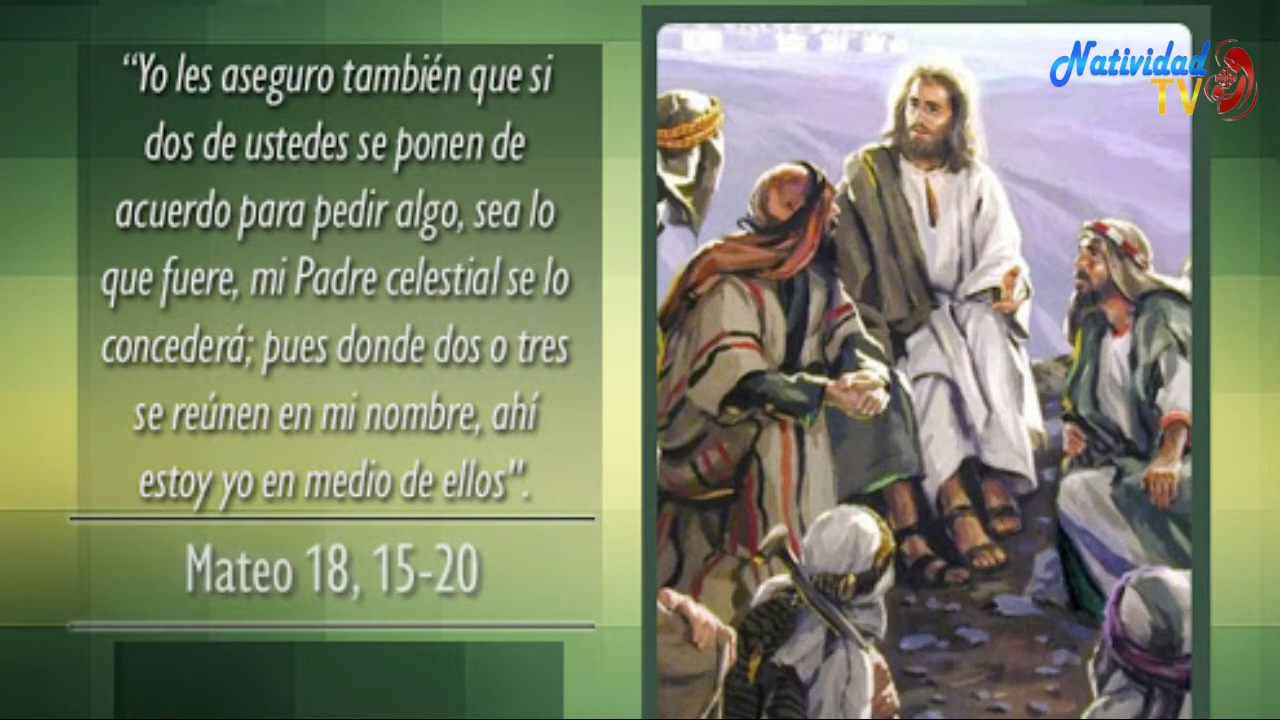 “Yo les aseguro también que si
dos de ustedes se ponen de
acuerdo para pedir algo, sea lo
que fuere, mi Padre celestial se lo
concederá; pues donde dos o tres
se reúnen en mi nombre, ahí
estoy yo en medio de ellos".
Mateo 18, 15-20
Natividad
TV